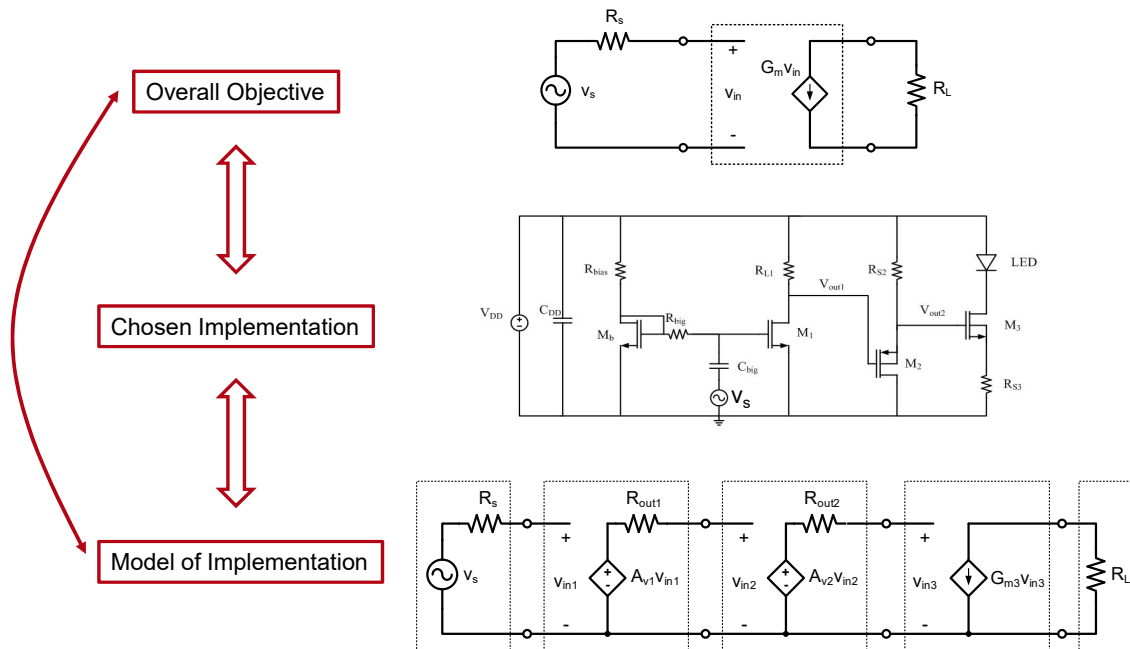 Overall Objective
Chosen Implementation
Model of Implementation
Rs
vs
+
vin
-
Gmvin
RL
VDD
CDD
Rbias
Mb
Rbig
Cbig
Vs
RL1
M1
Vout1
RS2
M2
Vout2
LED
M3
RS3
Rs
vs
+
vin1
-
Rout1
+
-
Av1vin1
+
vin2
-
Rout2
+
-
Av2vin2
+
vin3
-
Gm3vin3
RL